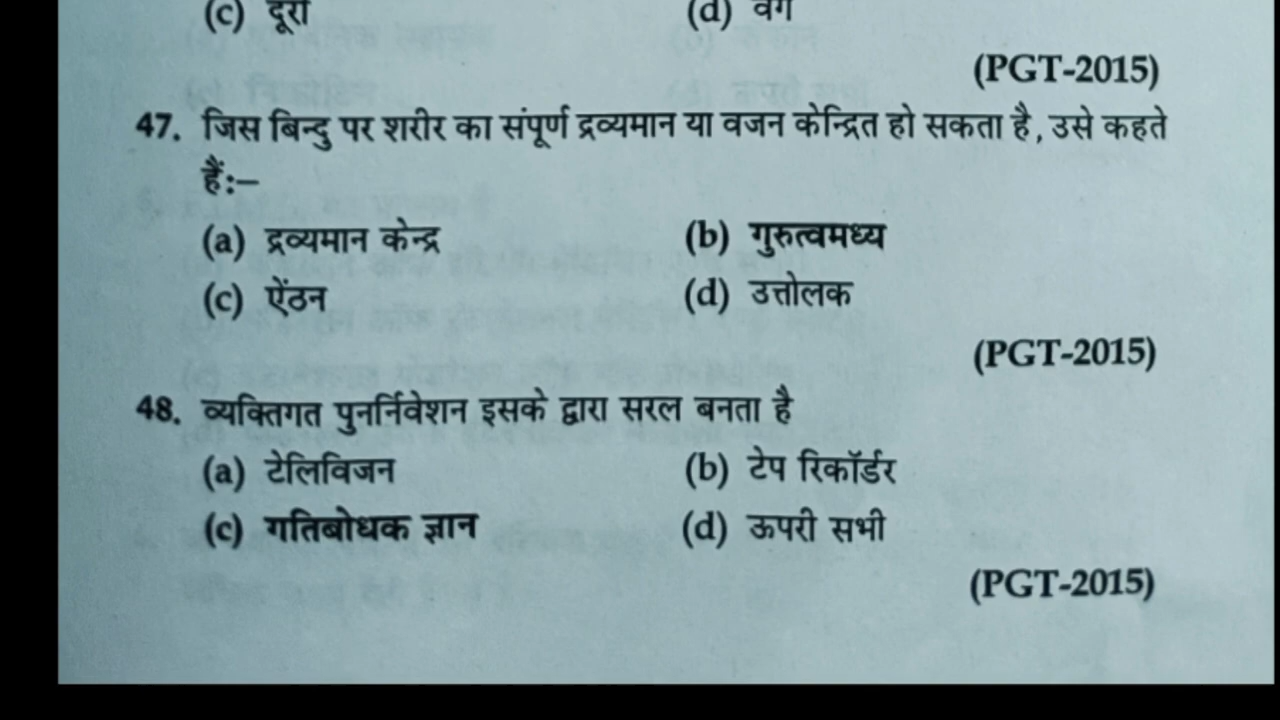 (c) दूरी (d) वेग
(PGT-2015)
47. जिस बिन्दु पर शरीर का संपूर्ण द्रव्यमान या वजन केन्द्रित हो सकता है, उसे कहते
हैं:–
(a) द्रव्यमान केन्द्र (b) गुरुत्वमध्य
(c) ऐंठन (d) उत्तोलक
(PGT-2015)
48. व्यक्तिगत पुनर्निवेशन इसके द्वारा सरल बनता है
(a) टेलिविजन (b) टेप रिकॉर्डर
(c) गतिबोधक ज्ञान (d) ऊपरी सभी
(PGT-2015)